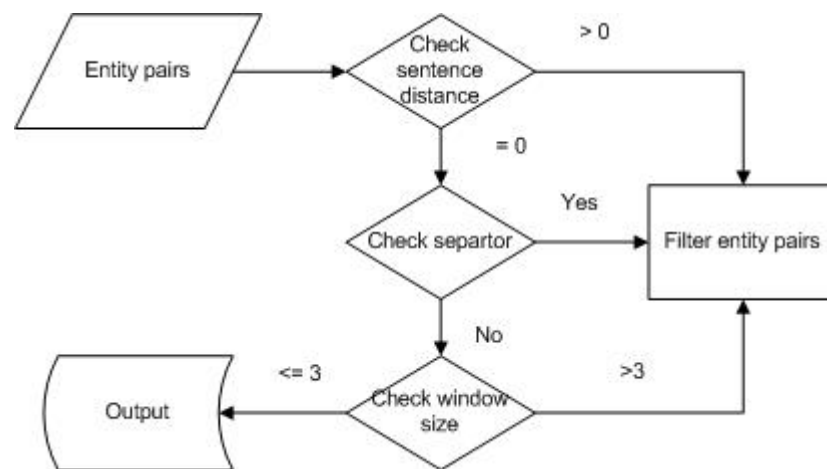 Entity pairs
Check
sentence
distance
> 0
= 0
Check separtor
Yes
Filter entity pairs
No
Check window
size
<= 3
>3
Output